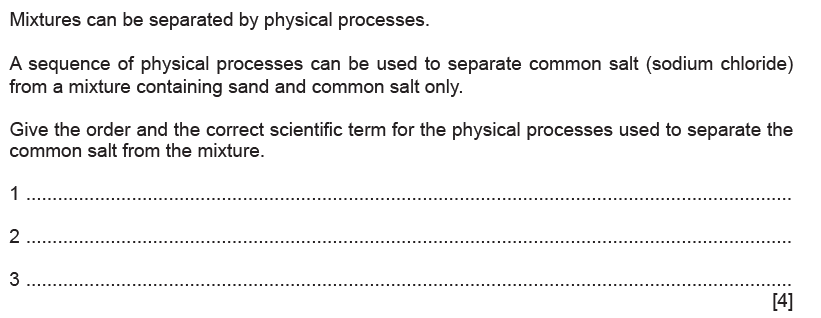 Mixtures can be separated by physical processes.
A sequence of physical processes can be used to separate common salt (sodium chloride)
from a mixture containing sand and common salt only.
Give the order and the correct scientific term for the physical processes used to separate the
common salt from the mixture.
1 ....................................................................................................................................................
2 ....................................................................................................................................................
3 ....................................................................................................................................................
[4]